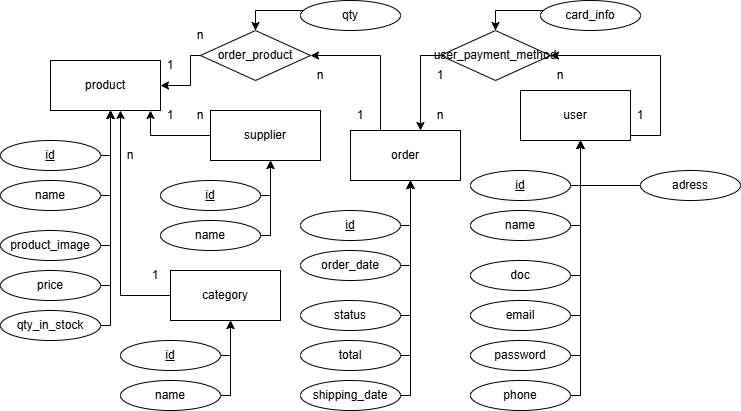 qty
card_info
n
order_product
user_payment_method
1
product
n
1
n
1
n
1
n
user
1
supplier
1
order
id
n
name
id
name
product_image
price
qty_in_stock
1
category
id
name
id
order_date
status
total
shipping_date
id
adress
name
doc
email
password
phone